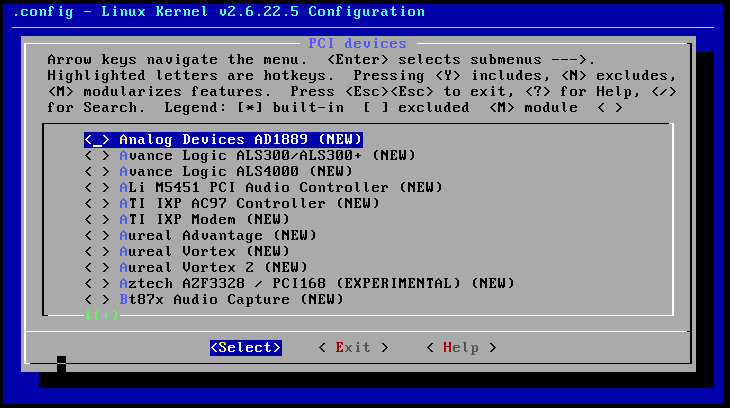 .config - Linux Kernel v2.6.22.5 Configuration
PCI devices
Arrow keys navigate the menu.  <Enter> selects submenus --->.
Highlighted letters are hotkeys.  Pressing <Y> includes, <N> excludes,
<M> modularizes features.  Press <Esc><Esc> to exit, <?> for Help, </>
for Search.  Legend: [*] built-in  [ ] excluded  <M> module  < >
<_> Analog Devices AD1889 (NEW)
< > Avance Logic ALS300/ALS300+ (NEW)
< > Avance Logic ALS4000 (NEW)
< > ALi M5451 PCI Audio Controller (NEW)
< > ATI IXP AC97 Controller (NEW)
< > ATI IXP Modem (NEW)
< > Aureal Advantage (NEW)
< > Aureal Vortex (NEW)
< > Aureal Vortex 2 (NEW)
< > Aztech AZF3328 / PCI168 (EXPERIMENTAL) (NEW)
< > Bt87x Audio Capture (NEW)
↓(+)
<Select>    < Exit >    < Help >